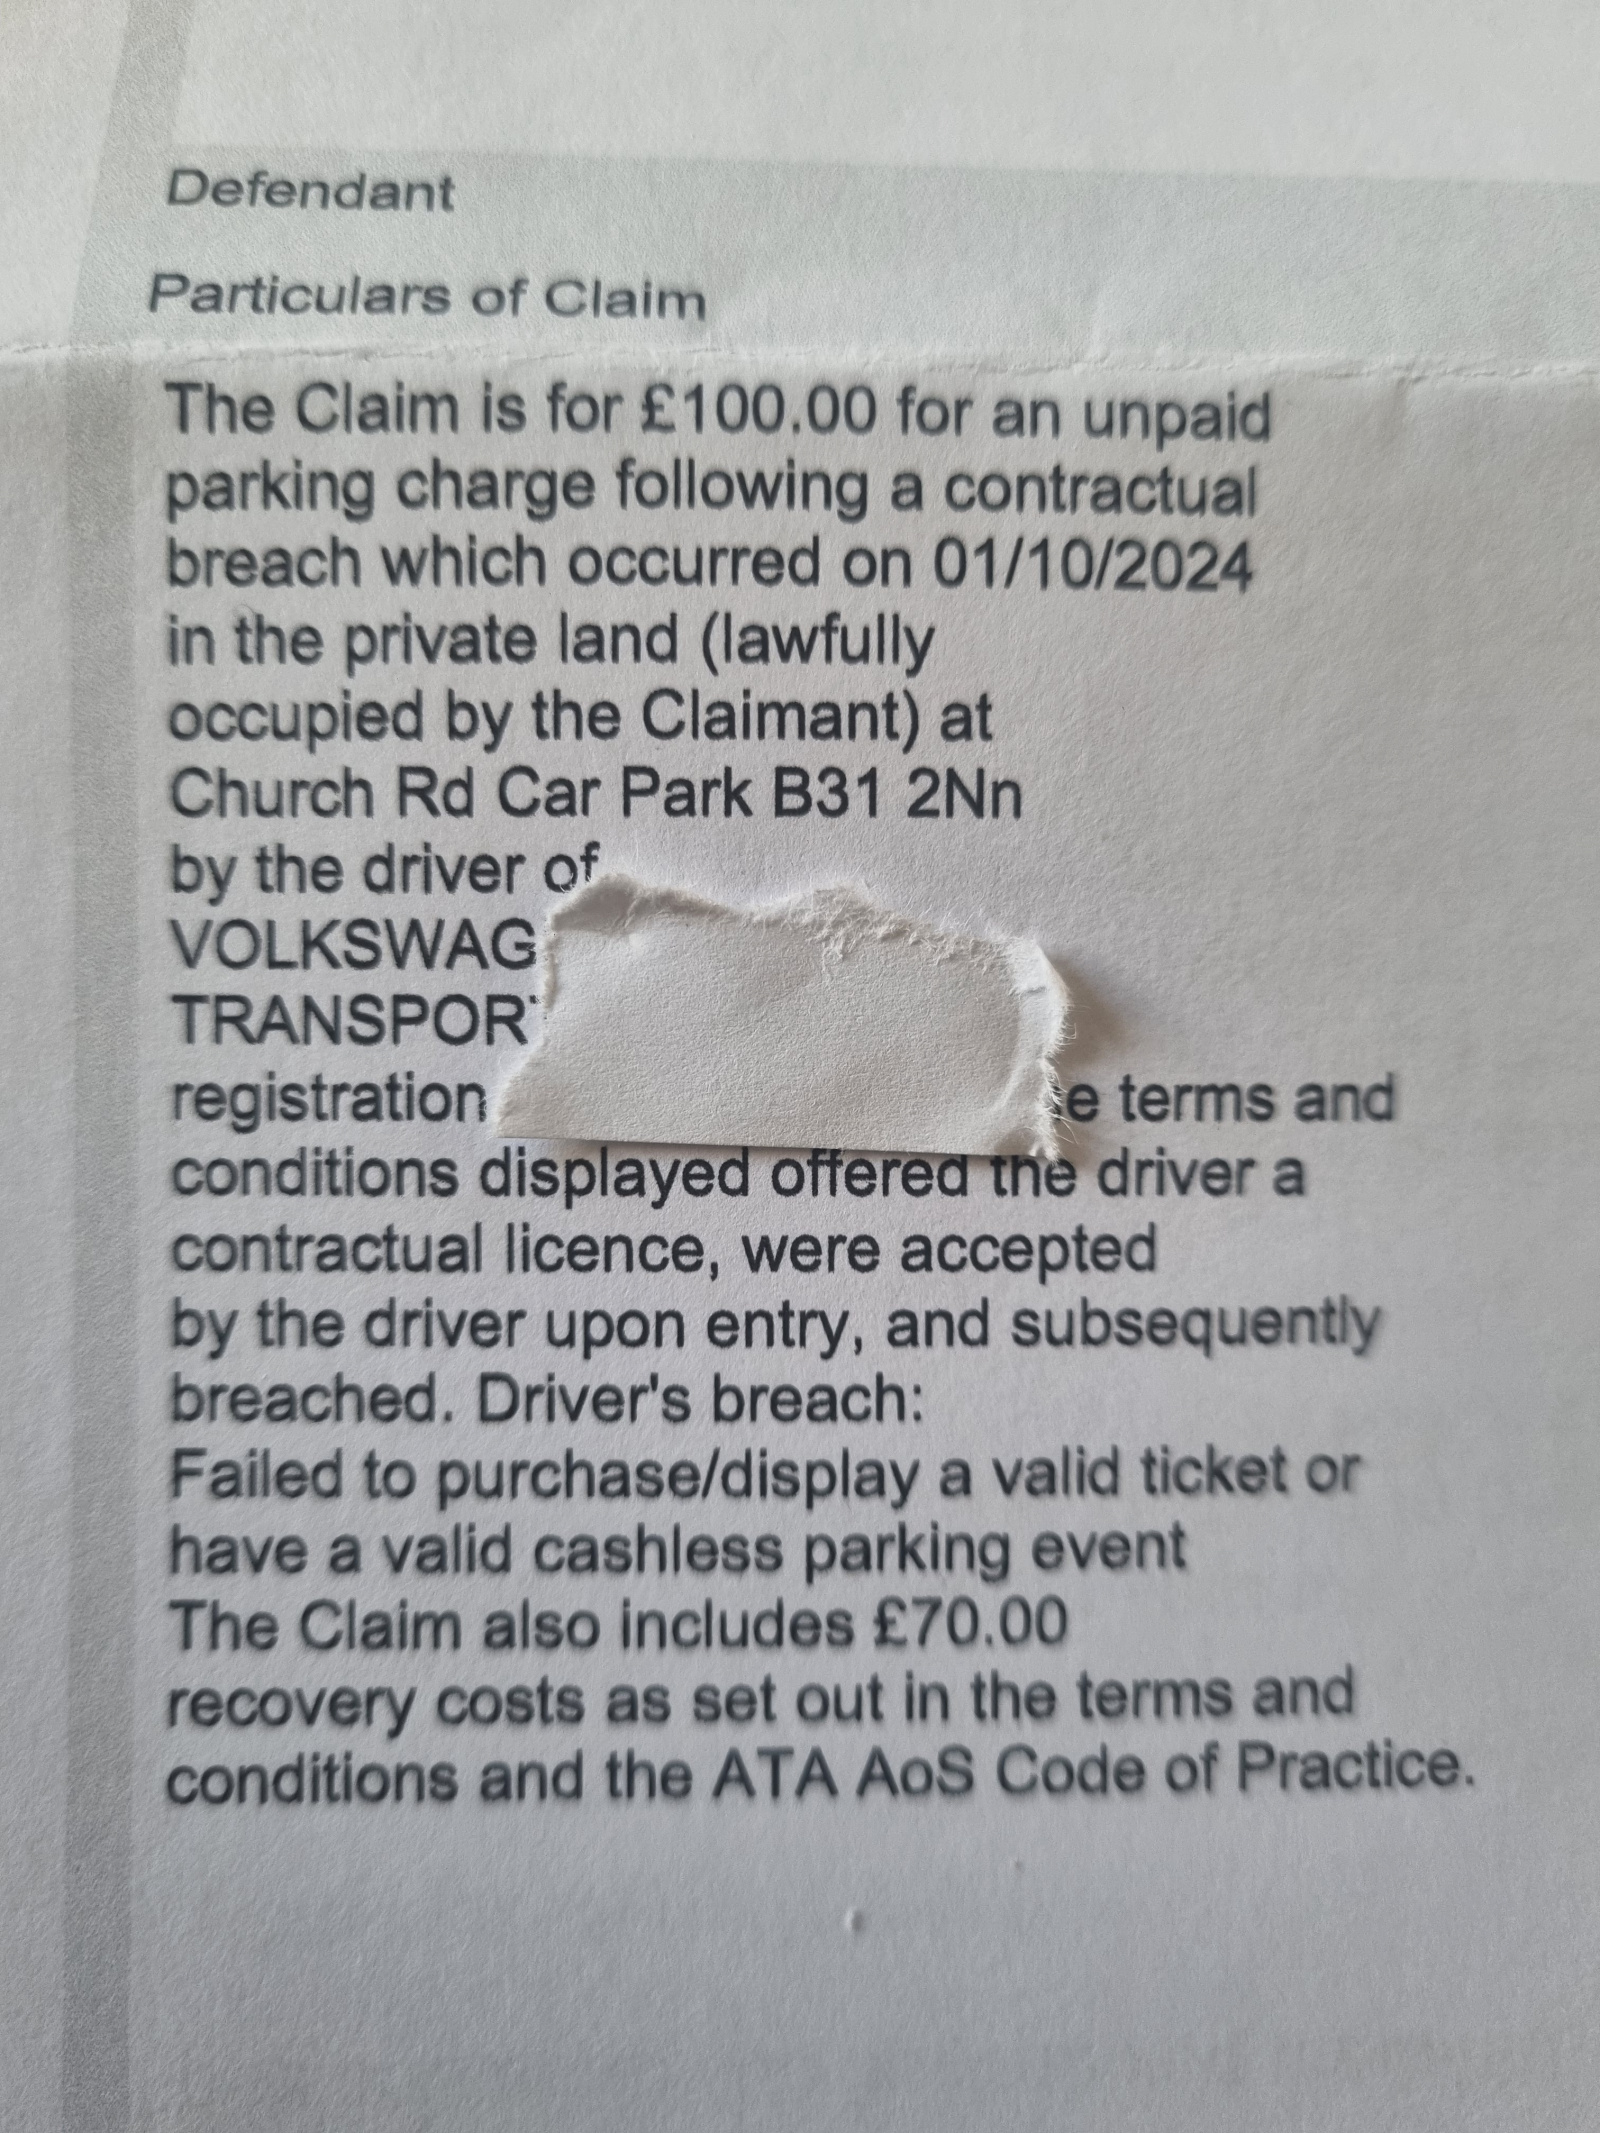 Defendant
Particulars of Claim
The Claim is for £100.00 for an unpaid
parking charge following a contractual
breach which occurred on 01/10/2024
in the private land (lawfully
occupied by the Claimant) at
Church Rd Car Park B31 2Nn
by the driver of
VOLKSWAG
TRANSPOR
registration e terms and
conditions displayed offered the driver a
contractual licence, were accepted
by the driver upon entry, and subsequently
breached. Driver's breach:
Failed to purchase/display a valid ticket or
have a valid cashless parking event
The Claim also includes £70.00
recovery costs as set out in the terms and
conditions and the ATA AoS Code of Practice.